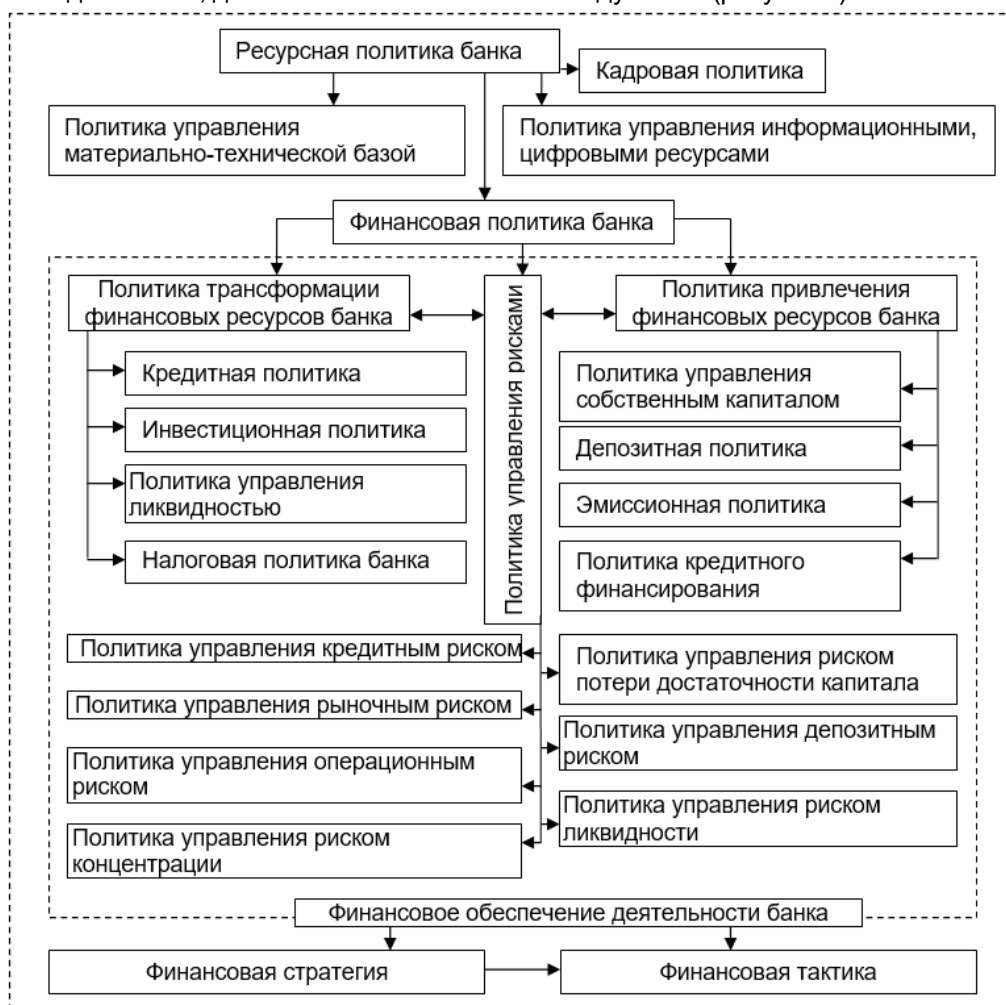 Ресурсная политика банка
Кадровая политика
Политика управления
материально-технической базой
Политика управления информационными,
цифровыми ресурсами
Финансовая политика банка
Политика трансформации
финансовых ресурсов банка
Политика управления рисками
Политика привлечения
финансовых ресурсов банка
Кредитная политика
Инвестиционная политика
Политика управления
ликвидностью
Налоговая политика банка
Политика управления
собственным капиталом
Депозитная политика
Эмиссионная политика
Политика кредитного
финансирования
Политика управления кредитным риском
Политика управления рыночным риском
Политика управления операционным
риском
Политика управления риском
концентрации
Политика управления риском
потери достаточности капитала
Политика управления депозитным
риском
Политика управления риском
ликвидности
Финансовое обеспечение деятельности банка
Финансовая стратегия
Финансовая тактика